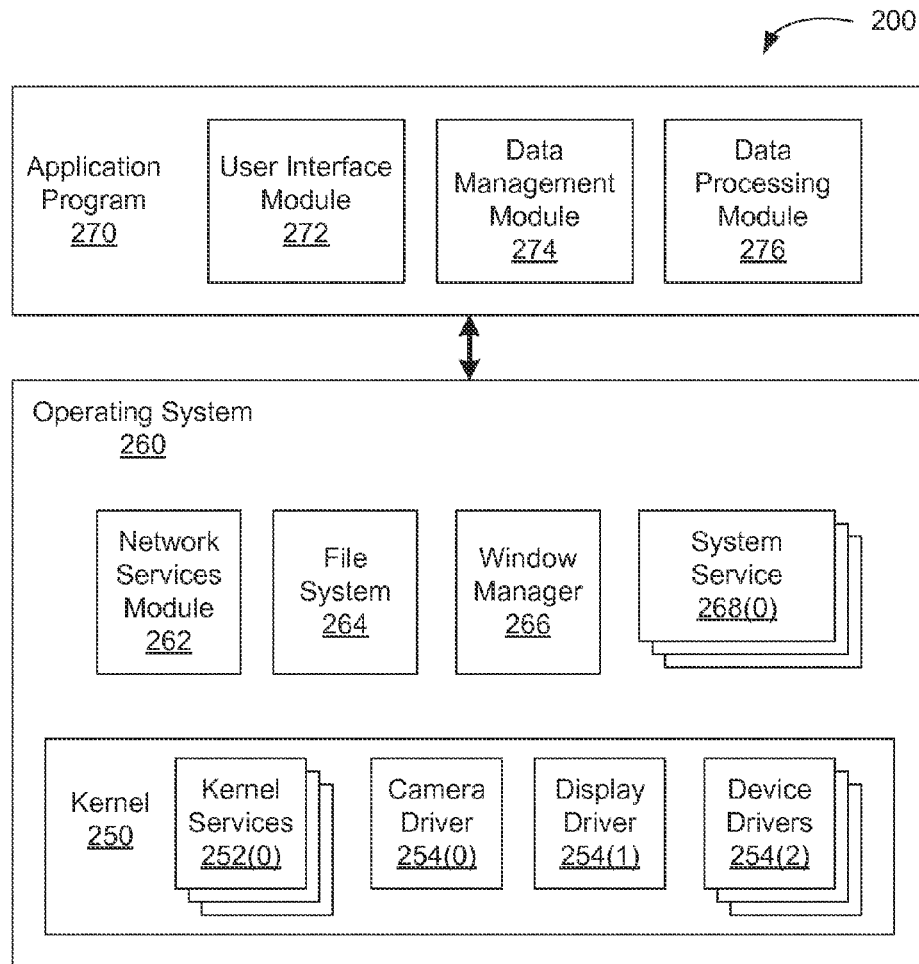 200
Application
Program
270
User Interface
Module
272
Data
Management
Module
274
Data
Processing
Module
276
Operating System
260
Network
Services
Module
262
File
System
264
Window
Manager
266
System
Service
268(0)
Kernel
250
Kernel
Services
252(0)
Camera
Driver
254(0)
Display
Driver
254(1)
Device
Drivers
254(2)